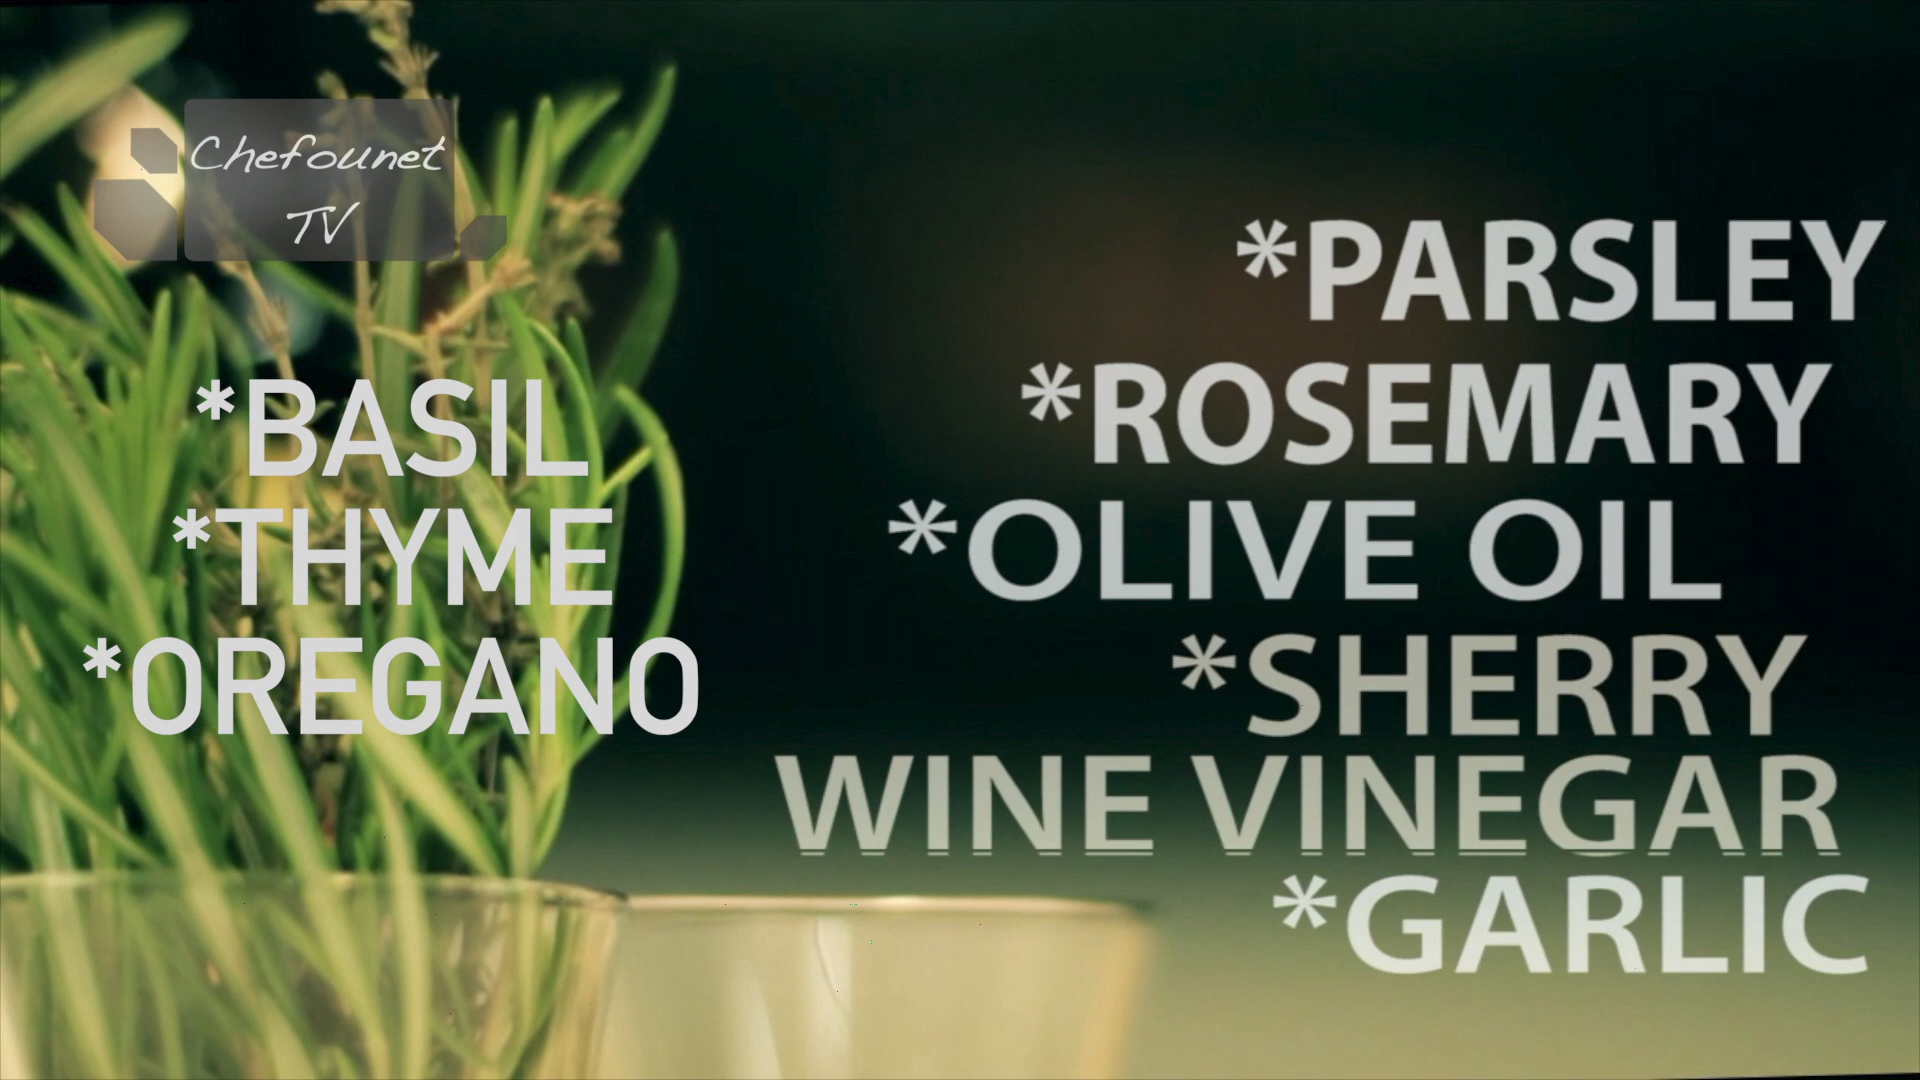 Chefounet
TV
*BASIL
*THYME
*OREGANO
*PARSLEY
*ROSEMARY
*OLIVE OIL
*SHERRY
WINE VINEGAR
*GARLIC